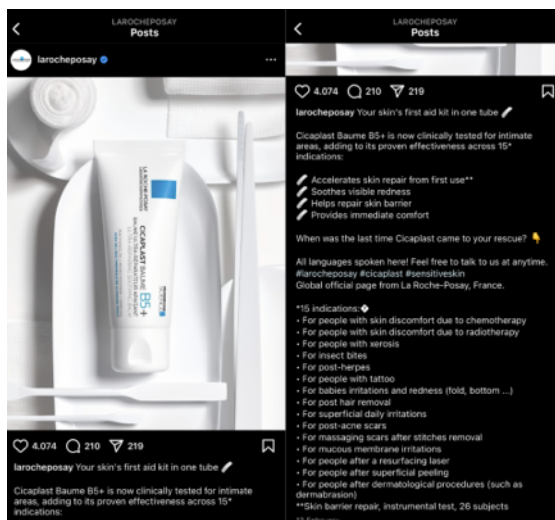 LAROCHEPOSAY
Posts
larocheposay
LA ROCHE-POSAY
CICAPLAST BAUME B5+
4.074 210 219
larocheposay Your skin's first aid kit in one tube
Cicaplast Baume B5+ is now clinically tested for intimate
areas, adding to its proven effectiveness across 15*
indications:
LAROCHEPOSAY
Posts
4.074 210 219
larocheposay Your skin's first aid kit in one tube
Cicaplast Baume B5+ is now clinically tested for intimate
areas, adding to its proven effectiveness across 15*
indications:
Accelerates skin repair from first use**
Soothes visible redness
Helps repair skin barrier
Provides immediate comfort
When was the last time Cicaplast came to your rescue?
All languages spoken here! Feel free to talk to us at anytime.
#larocheposay #cicaplast #sensitiveskin
Global official page from La Roche-Posay, France.
*15 indications:
• For people with skin discomfort due to chemotherapy
• For people with skin discomfort due to radiotherapy
• For people with xerosis
• For insect bites
• For post-herpes
• For people with tattoo
• For babies irritations and redness (fold, bottom ...)
• For post hair removal
• For superficial daily irritations
• For post-acne scars
• For massaging scars after stitches removal
• For mucous membrane irritations
• For people after a resurfacing laser
• For people after superficial peeling
• For people after dermatological procedures (such as
dermabrasion)
**Skin barrier repair, instrumental test, 26 subjects